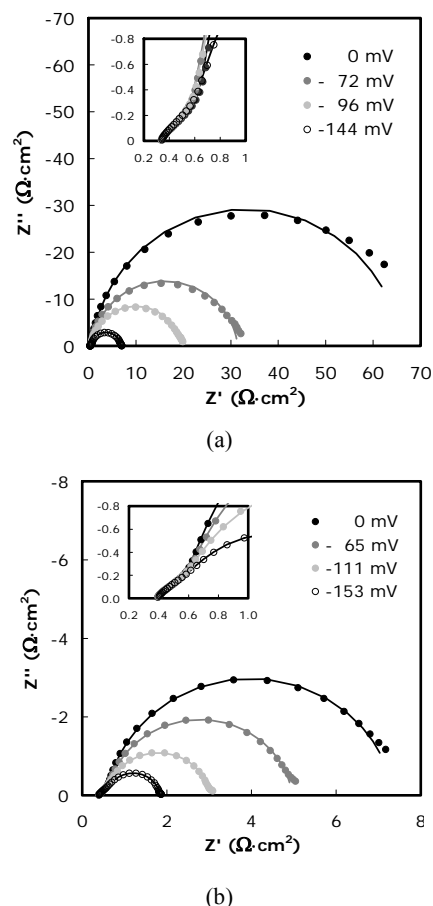 -70
-60
-50
-40
-30
-20
-10
0
Z'' (Ω·cm²)
-0.8
-0.6
-0.4
-0.2
0
0.2 0.4 0.6 0.8 1
0 mV
- 72 mV
- 96 mV
-144 mV
0 10 20 30 40 50 60 70
Z' (Ω·cm²)
(a)
-8
-6
-4
-2
0
Z'' (Ω·cm²)
-0.8
-0.6
-0.4
-0.2
0.0
0.2 0.4 0.6 0.8 1.0
0 mV
- 65 mV
-111 mV
-153 mV
0 2 4 6 8
Z' (Ω·cm²)
(b)